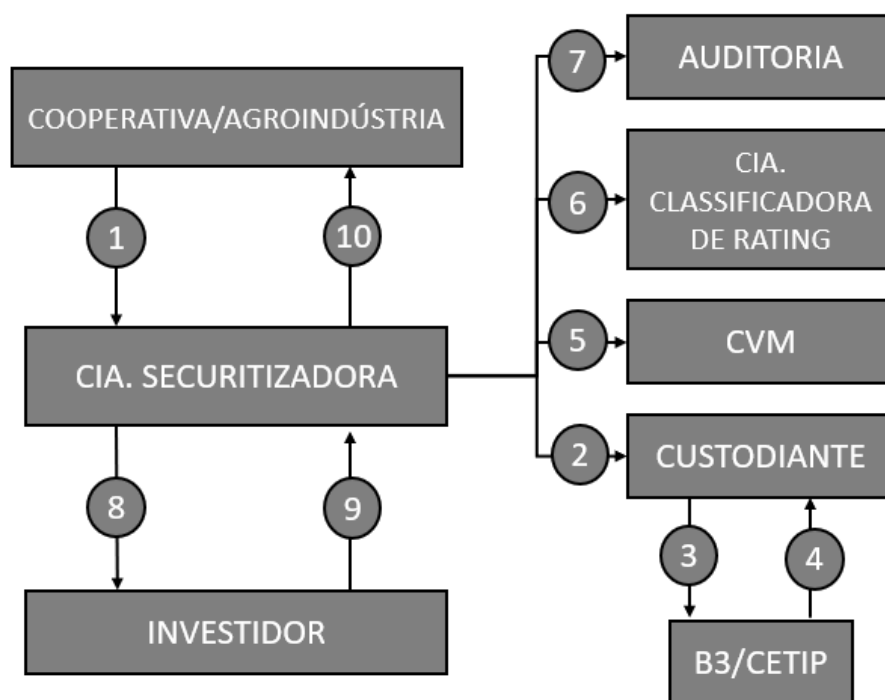 7
AUDITORIA
COOPERATIVA/AGROINDÚSTRIA
6
CIA.
CLASSIFICADORA
DE RATING
1
10
5
CVM
CIA. SECURITIZADORA
2
CUSTODIANTE
8
9
3
4
INVESTIDOR
B3/CETIP